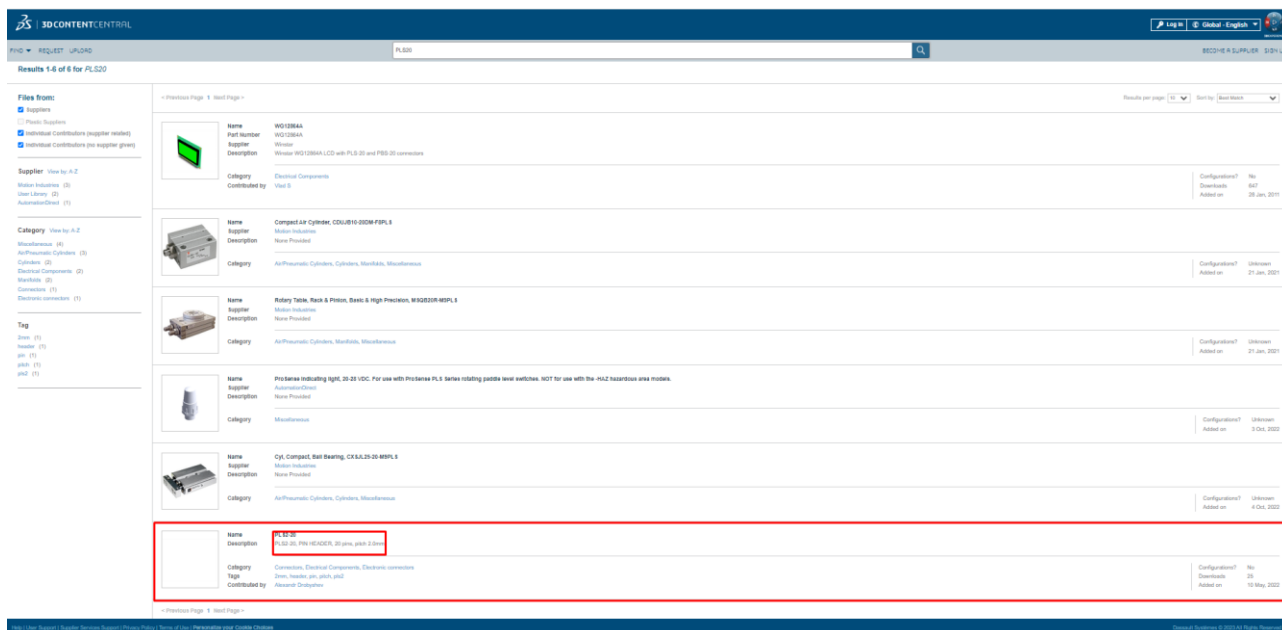 3DCONTENTCENTRAL
Log in
Global - English
FIND REQUEST UPLOAD
PLS20
BECOME A SUPPLIER SIGN U
Results 1-6 of 6 for PLS20
Files from:
Suppliers
Plastic Suppliers
Individual Contributors (supplier related)
Individual Contributors (no supplier given)
Supplier View by: A-Z
Motion Industries (3)
User Library (2)
AutomationDirect (1)
Category View by: A-Z
Miscellaneous (4)
Air/Pneumatic Cylinders (3)
Cylinders (2)
Electrical Components (2)
Manifolds (2)
Connectors (1)
Electronic connectors (1)
Tag
2mm (1)
header (1)
pin (1)
pitch (1)
pls2 (1)
< Previous Page 1 Next Page >
Results per page: 10 Sort by: Best Match
Name WG12864A
Part Number WG12864A
Supplier Winstar
Description Winstar WG12864A LCD with PLS-20 and PBS-20 connectors
Category Electrical Components
Contributed by Vlad S
Configurations? No
Downloads 647
Added on 26 Jan, 2011
Name Compact Air Cylinder, CDUJB10-20DM-F8PLS
Supplier Motion Industries
Description None Provided
Category Air/Pneumatic Cylinders, Cylinders, Manifolds, Miscellaneous
Configurations? Unknown
Added on 21 Jan, 2021
Name Rotary Table, Rack & Pinion, Basic & High Precision, MSQB20R-M9PLS
Supplier Motion Industries
Description None Provided
Category Air/Pneumatic Cylinders, Manifolds, Miscellaneous
Configurations? Unknown
Added on 21 Jan, 2021
Name ProSense indicating light, 20-28 VDC. For use with ProSense PLS Series rotating paddle level switches. NOT for use with the -HAZ hazardous area models.
Supplier AutomationDirect
Description None Provided
Category Miscellaneous
Configurations? Unknown
Added on 3 Oct, 2022
Name Cyl, Compact, Ball Bearing, CXSJL25-20-M9PLS
Supplier Motion Industries
Description None Provided
Category Air/Pneumatic Cylinders, Cylinders, Miscellaneous
Configurations? Unknown
Added on 4 Oct, 2022
Name PLS2-20
Description PLS2-20, PIN HEADER, 20 pins, pitch 2.0mm
Category Connectors, Electrical Components, Electronic connectors
Tags 2mm, header, pin, pitch, pls2
Contributed by Alexandr
Configurations? No
Downloads 25
Added on 15 May, 2022
< Previous Page 1 Next Page >
Help | User Support | Supplier Services Support | Privacy Policy | Terms of Use | Personalize your Cookie Choices
Dassault Systèmes © 2023 All Rights Reserved